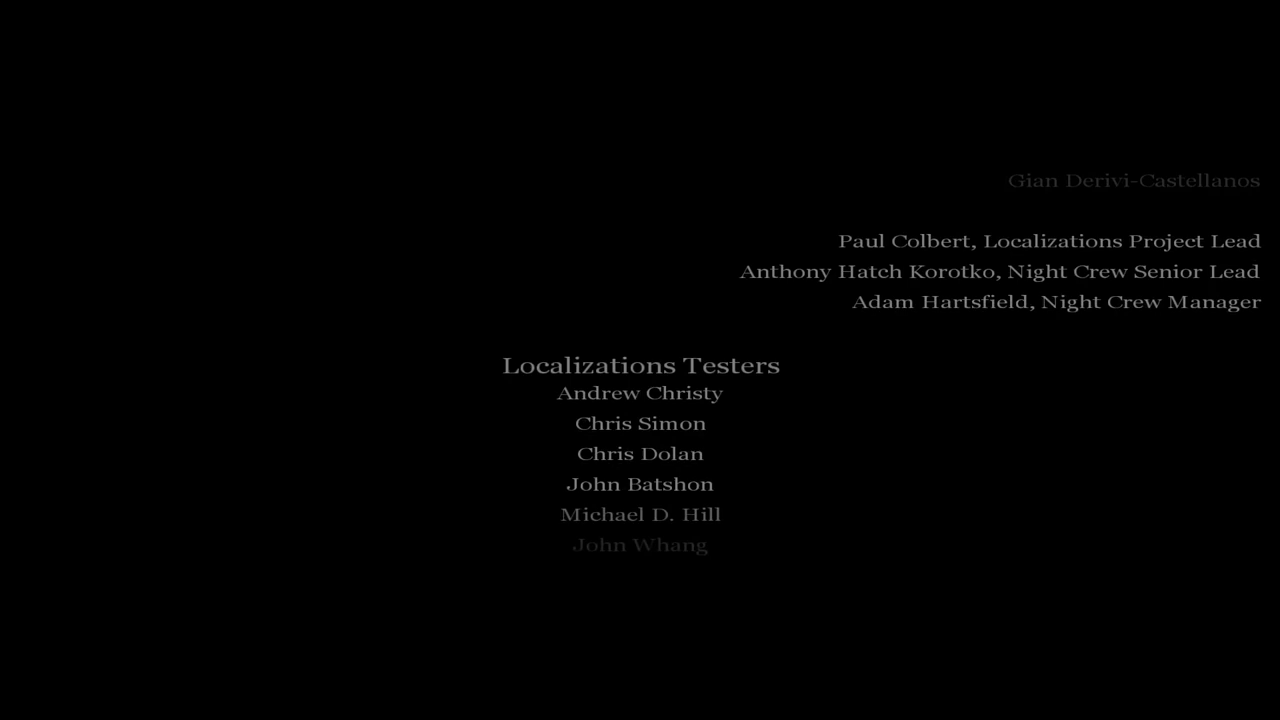 Gian Derivi-Castellanos
Paul Colbert, Localizations Project Lead
Anthony Hatch Korotko, Night Crew Senior Lead
Adam Hartsfield, Night Crew Manager
Localizations Testers
Andrew Christy
Chris Simon
Chris Dolan
John Batshon
Michael D. Hill
John Whang